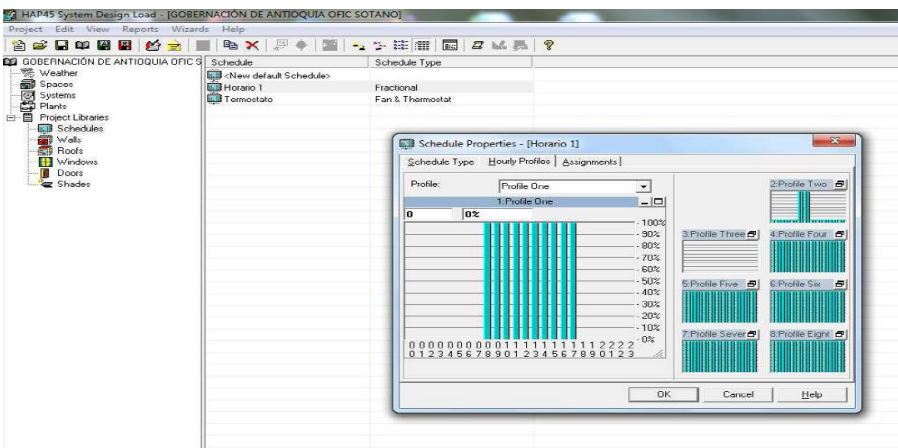 HAP45 System Design Load - [GOBERNACIÓN DE ANTIOQUIA OFIC SOTANO]
Project Edit View Reports Wizards Help
GOBERNACIÓN DE ANTIOQUIA OFIC S
Weather
Spaces
Systems
Plants
Project Libraries
Schedules
Walls
Roofs
Windows
Doors
Shades
Schedule Schedule Type
<New default Schedule>
Horario 1 Fractional
Termostato Fan & Thermostat
Schedule Properties - [Horario 1]
Schedule Type Hourly Profiles Assignments
Profile: Profile One
1:Profile One
0 0%
100%
90%
80%
70%
60%
50%
40%
30%
20%
10%
0%
0 0 0 0 0 0 0 0 0 0 1 1 1 1 1 1 1 1 1 1 2 2 2 2
0 1 2 3 4 5 6 7 8 9 0 1 2 3 4 5 6 7 8 9 0 1 2 3
2:Profile Two
3:Profile Three 4:Profile Four
5:Profile Five 6:Profile Six
7:Profile Sever 8:Profile Eight
OK Cancel Help